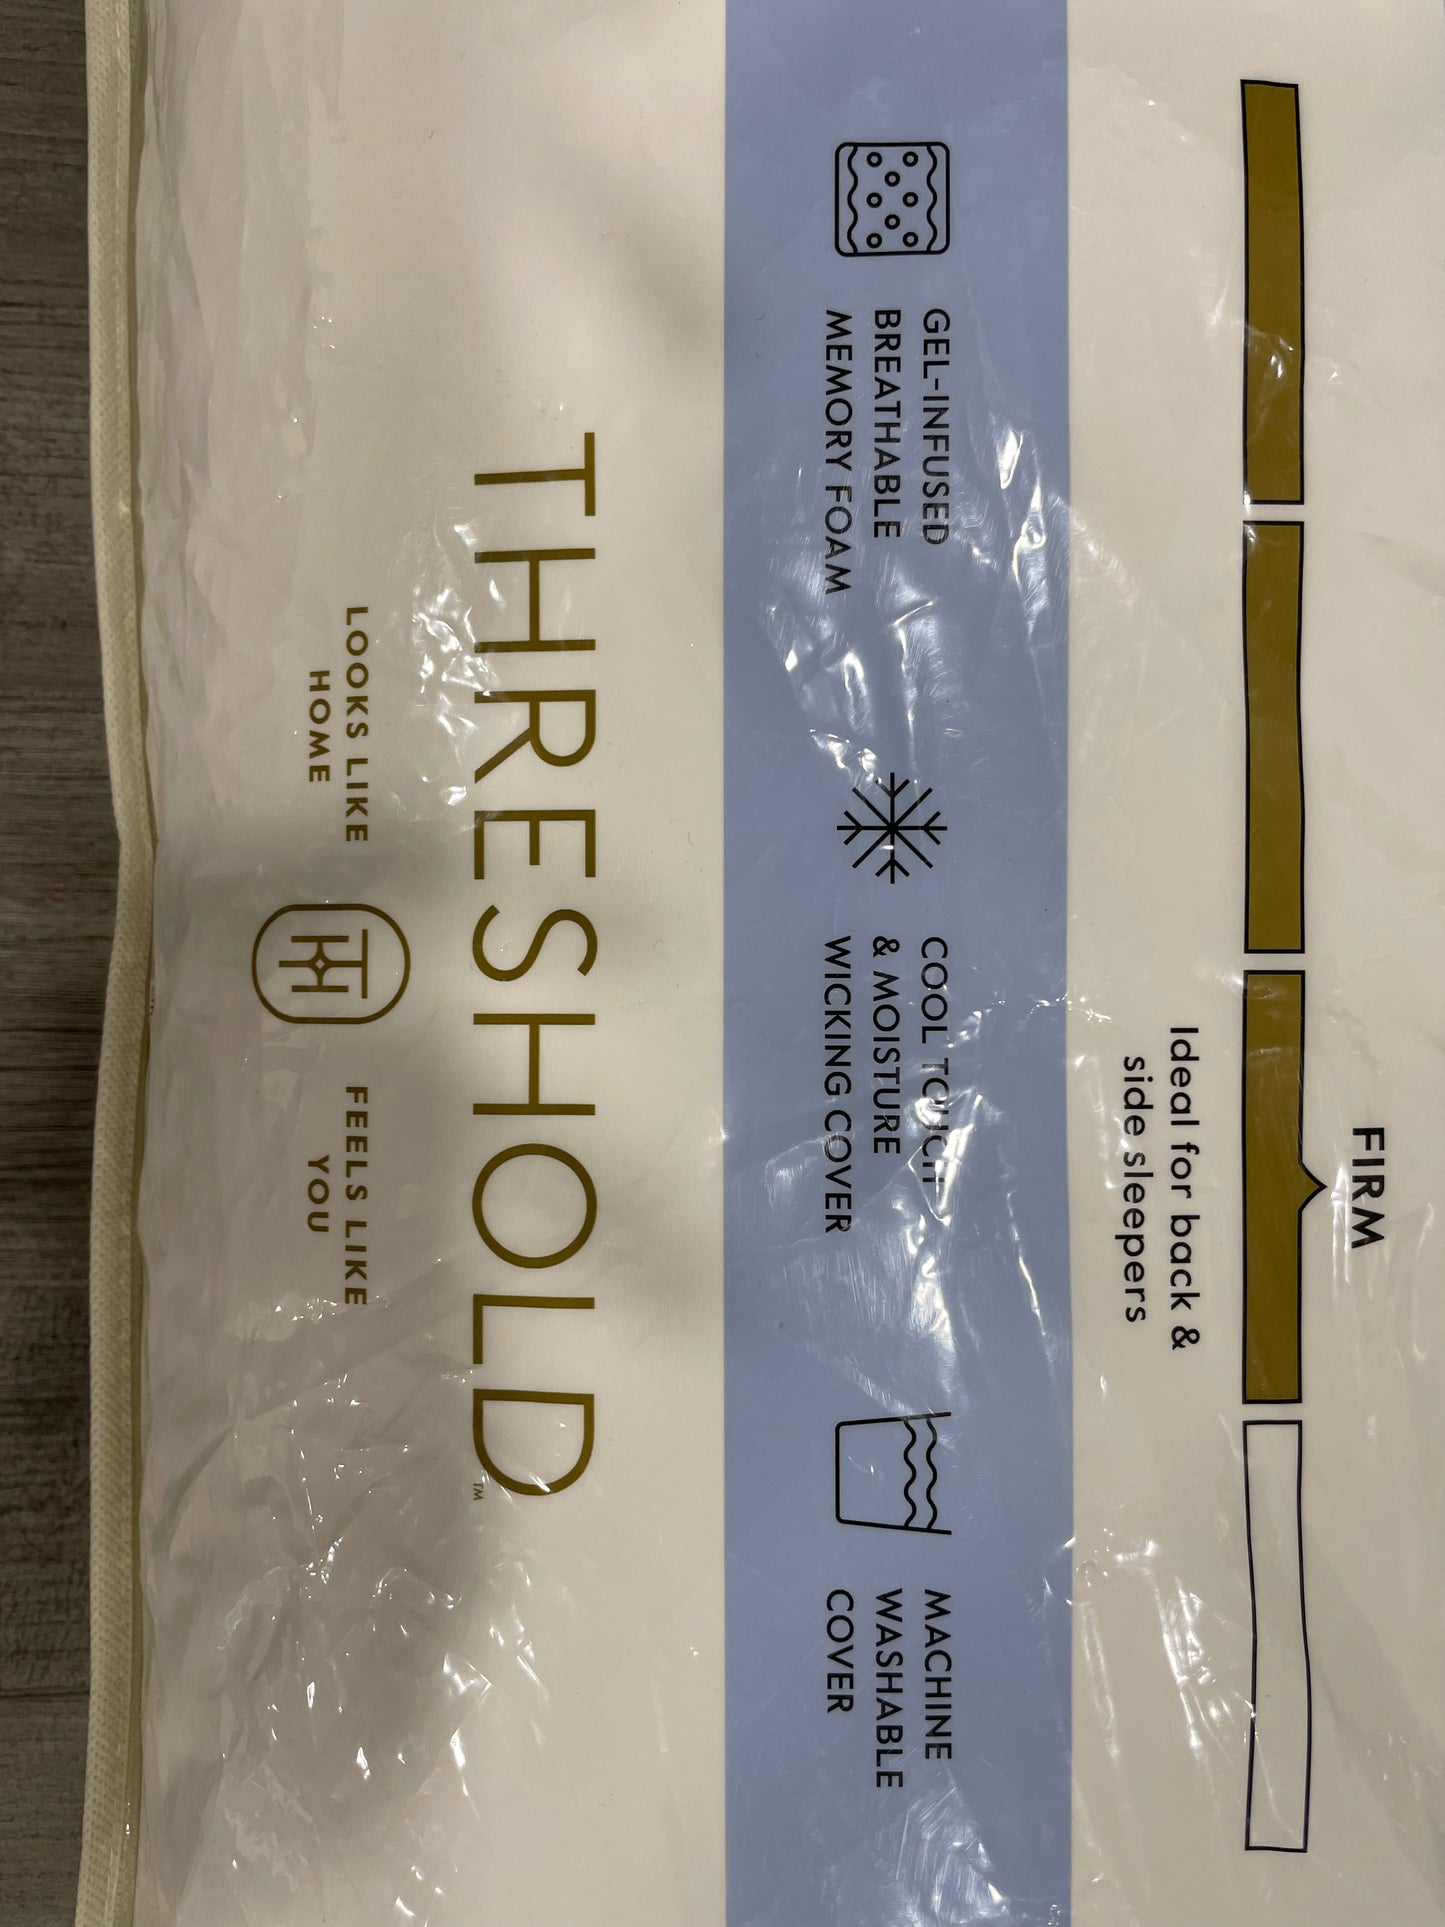 FIRM
Ideal for back &
side sleepers
GEL-INFUSED
BREATHABLE
MEMORY FOAM
COOL TOUCH
& MOISTURE
WICKING COVER
MACHINE
WASHABLE
COVER
THRESHOLD™
LOOKS LIKE
HOME
FEELS LIKE
YOU